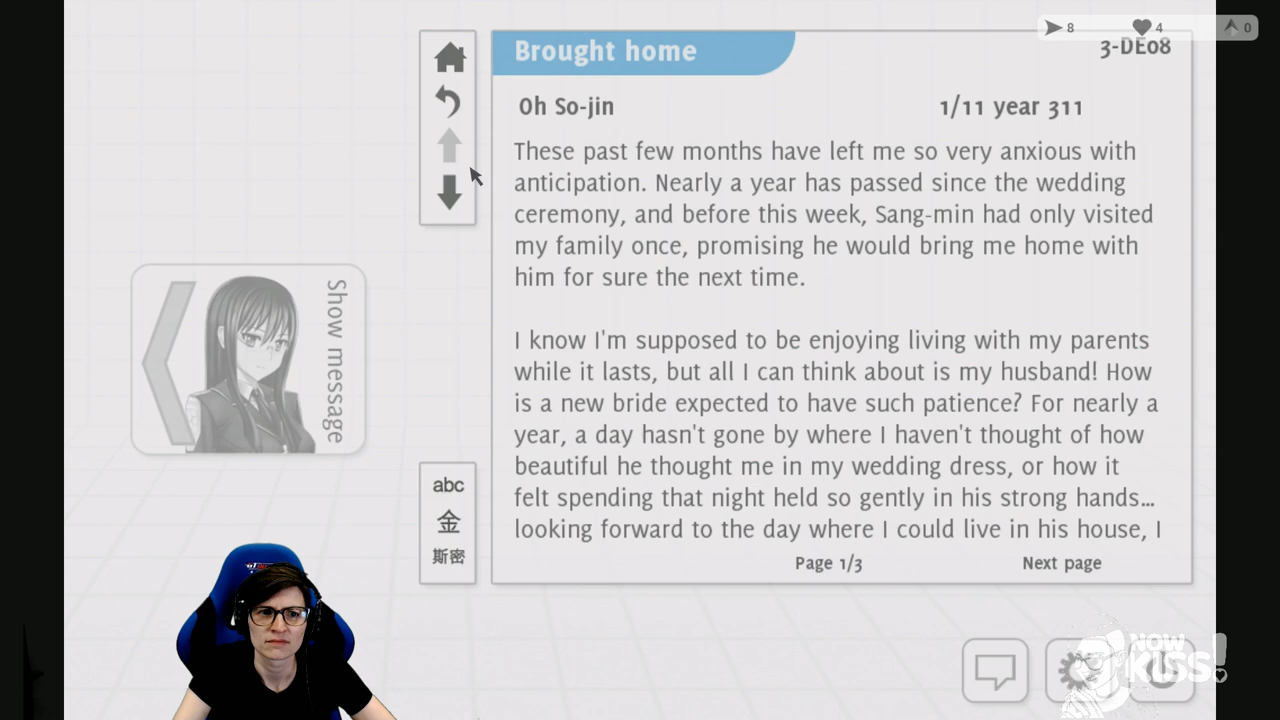 8
4
0
Brought home
3-DE08
Oh So-jin
1/11 year 311
These past few months have left me so very anxious with
anticipation. Nearly a year has passed since the wedding
ceremony, and before this week, Sang-min had only visited
my family once, promising he would bring me home with
him for sure the next time.
I know I'm supposed to be enjoying living with my parents
while it lasts, but all I can think about is my husband! How
is a new bride expected to have such patience? For nearly a
year, a day hasn't gone by where I haven't thought of how
beautiful he thought me in my wedding dress, or how it
felt spending that night held so gently in his strong hands...
looking forward to the day where I could live in his house, I
Page 1/3
Next page
Show message
abc
金
斯密
NOW
KISS!